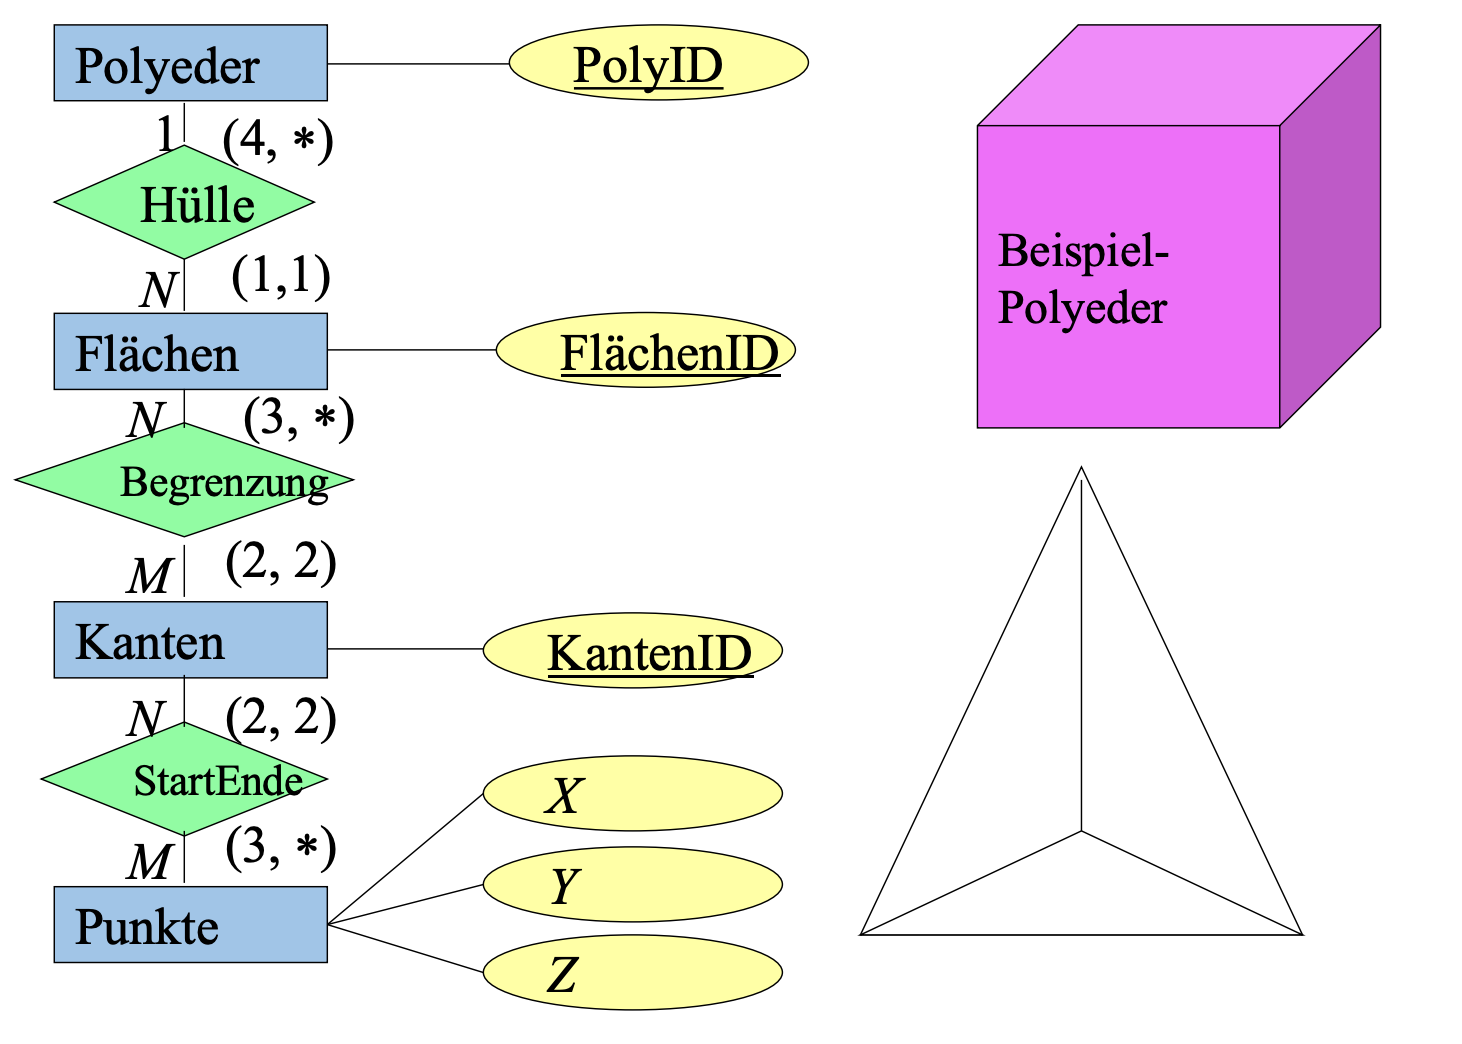 Polyeder
PolyID
1
(4, *)
Hülle
N
(1,1)
Flächen
FlächenID
N
(3, *)
Begrenzung
M
(2, 2)
Kanten
KantenID
N
(2, 2)
StartEnde
M
(3, *)
Punkte
X
Y
Z
Beispiel-
Polyeder